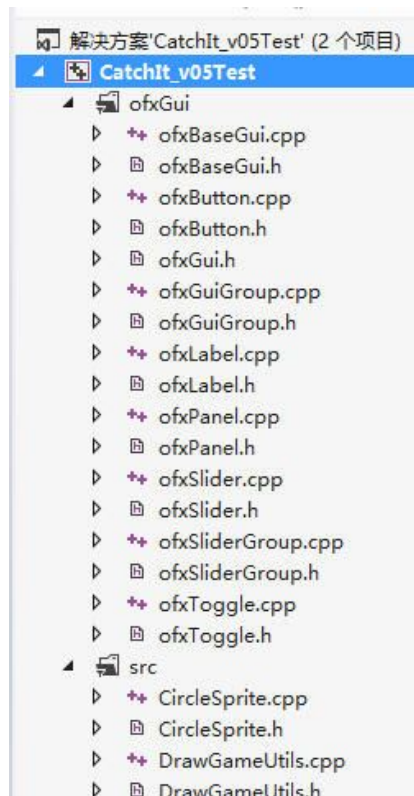 解决方案'CatchIt_v05Test' (2 个项目)
CatchIt_v05Test
ofxGui
ofxBaseGui.cpp
ofxBaseGui.h
ofxButton.cpp
ofxButton.h
ofxGui.h
ofxGuiGroup.cpp
ofxGuiGroup.h
ofxLabel.cpp
ofxLabel.h
ofxPanel.cpp
ofxPanel.h
ofxSlider.cpp
ofxSlider.h
ofxSliderGroup.cpp
ofxSliderGroup.h
ofxToggle.cpp
ofxToggle.h
src
CircleSprite.cpp
CircleSprite.h
DrawGameUtils.cpp
DrawGameUtils.h